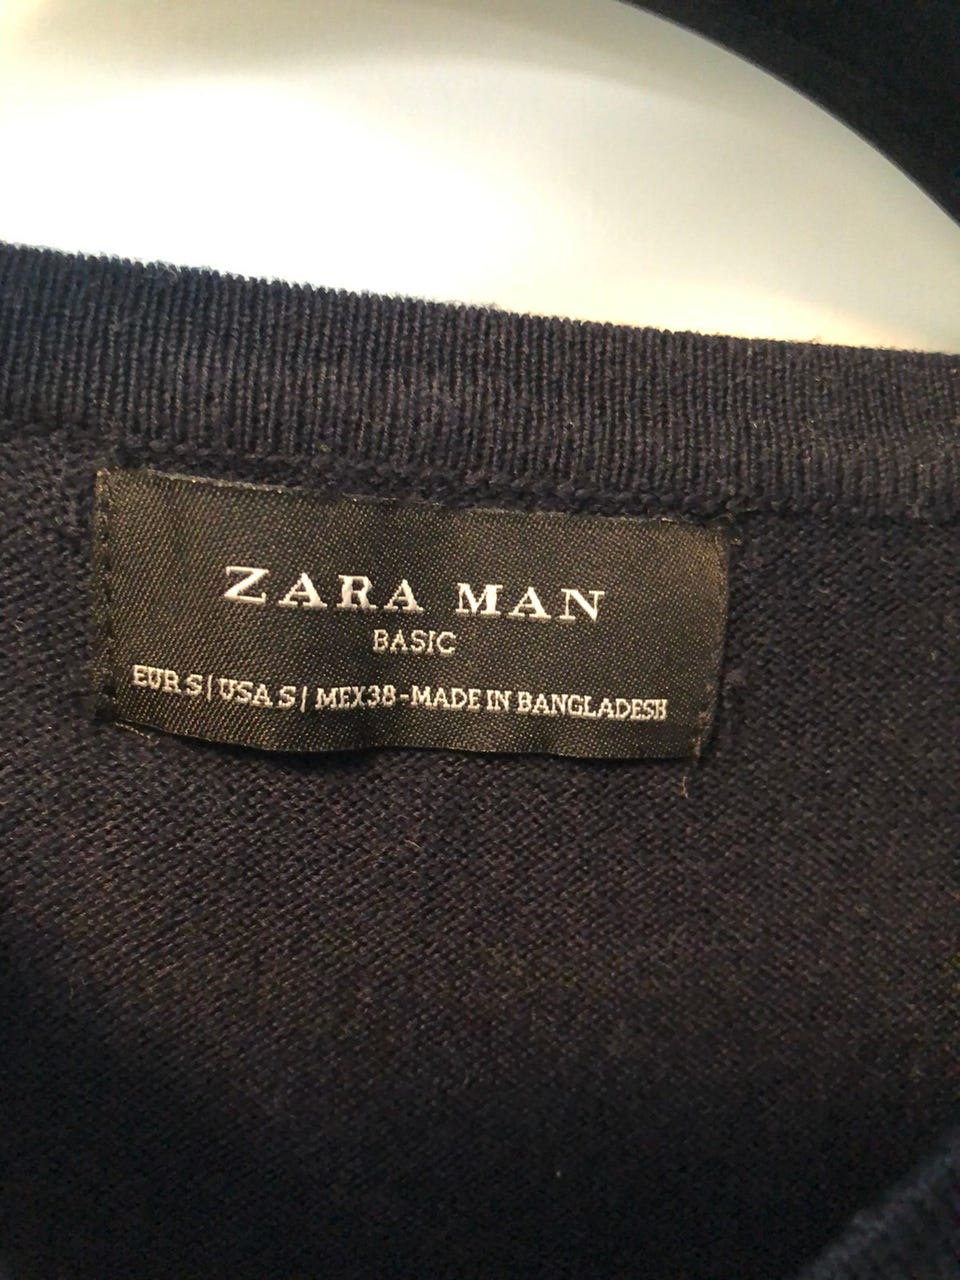 ZARA MAN
BASIC
EUR S | USA S | MEX 38 - MADE IN BANGLADESH